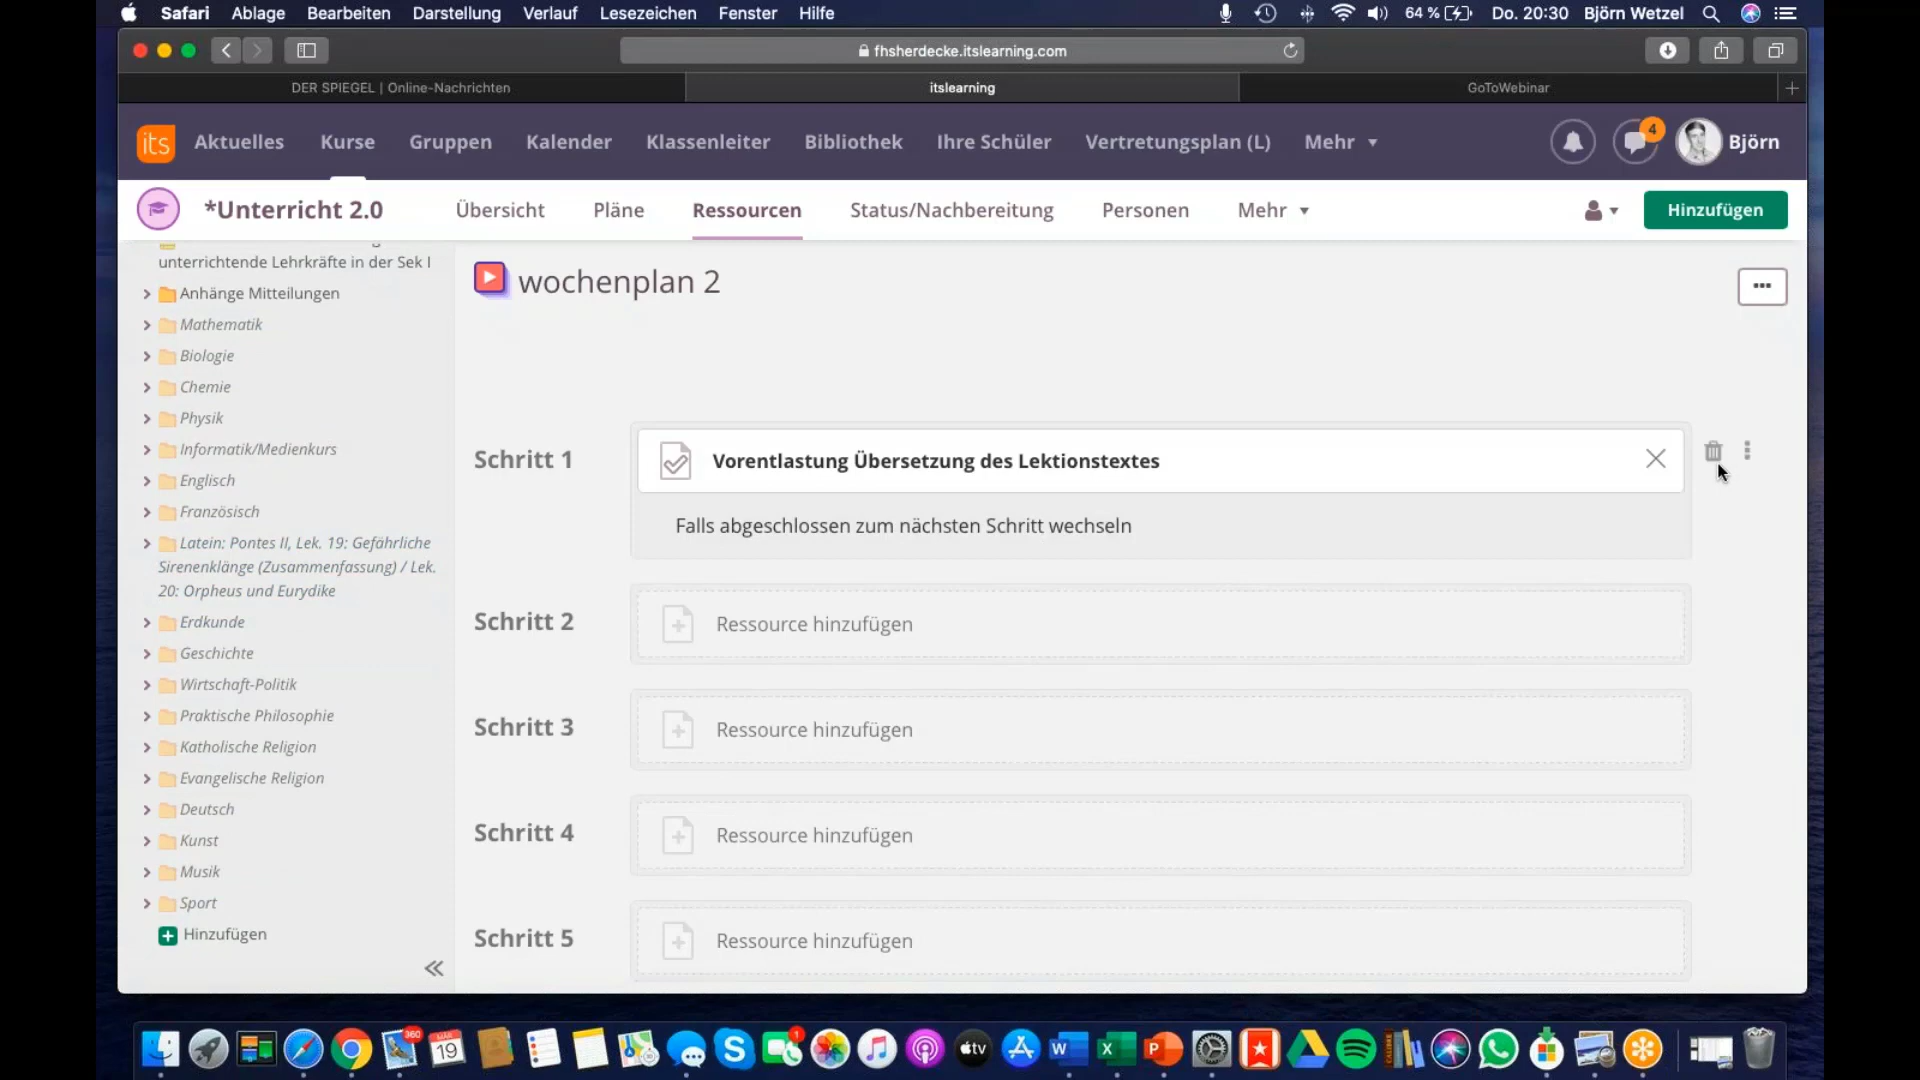 Safari Ablage Bearbeiten Darstellung Verlauf Lesezeichen Fenster Hilfe 64 % Do. 20:30 Björn Wetzel
fhsherdecke.itslearning.com
DER SPIEGEL | Online-Nachrichten itslearning GoToWebinar
its Aktuelles Kurse Gruppen Kalender Klassenleiter Bibliothek Ihre Schüler Vertretungsplan (L) Mehr 4 Björn
*Unterricht 2.0 Übersicht Pläne Ressourcen Status/Nachbereitung Personen Mehr Hinzufügen
unterrichtende Lehrkräfte in der Sek I
Anhänge Mitteilungen
Mathematik
Biologie
Chemie
Physik
Informatik/Medienkurs
Englisch
Französisch
Latein: Pontes II, Lek. 19: Gefährliche
Sirenenklänge (Zusammenfassung) / Lek.
20: Orpheus und Eurydike
Erdkunde
Geschichte
Wirtschaft-Politik
Praktische Philosophie
Katholische Religion
Evangelische Religion
Deutsch
Kunst
Musik
Sport
Hinzufügen
wochenplan 2
Schritt 1 Vorentlastung Übersetzung des Lektionstextes
Falls abgeschlossen zum nächsten Schritt wechseln
Schritt 2 Ressource hinzufügen
Schritt 3 Ressource hinzufügen
Schritt 4 Ressource hinzufügen
Schritt 5 Ressource hinzufügen
360 19 1 tv W X P